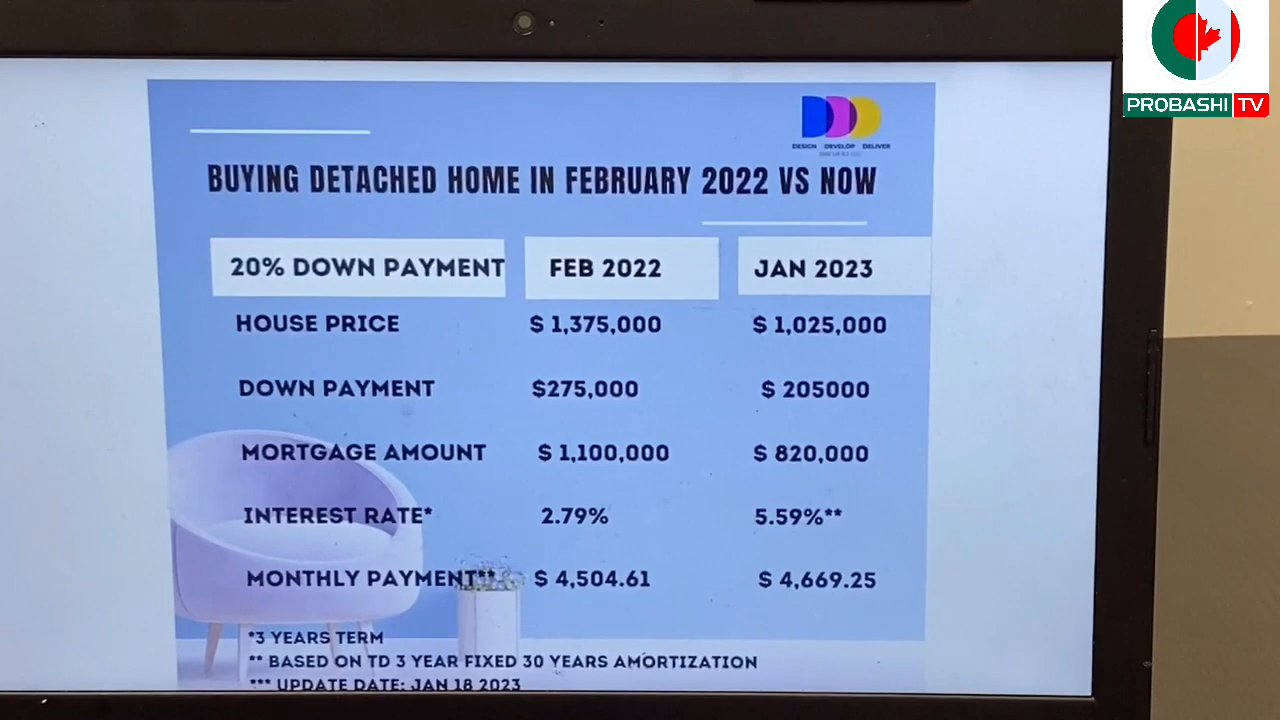 PROBASHI TV
DESIGN DEVELOP DELIVER
BUYING DETACHED HOME IN FEBRUARY 2022 VS NOW
20% DOWN PAYMENT FEB 2022 JAN 2023
HOUSE PRICE $ 1,375,000 $ 1,025,000
DOWN PAYMENT $275,000 $ 205000
MORTGAGE AMOUNT $ 1,100,000 $ 820,000
INTEREST RATE* 2.79% 5.59%**
MONTHLY PAYMENT** $ 4,504.61 $ 4,669.25
*3 YEARS TERM
** BASED ON TD 3 YEAR FIXED 30 YEARS AMORTIZATION
*** UPDATE DATE: JAN 18 2023